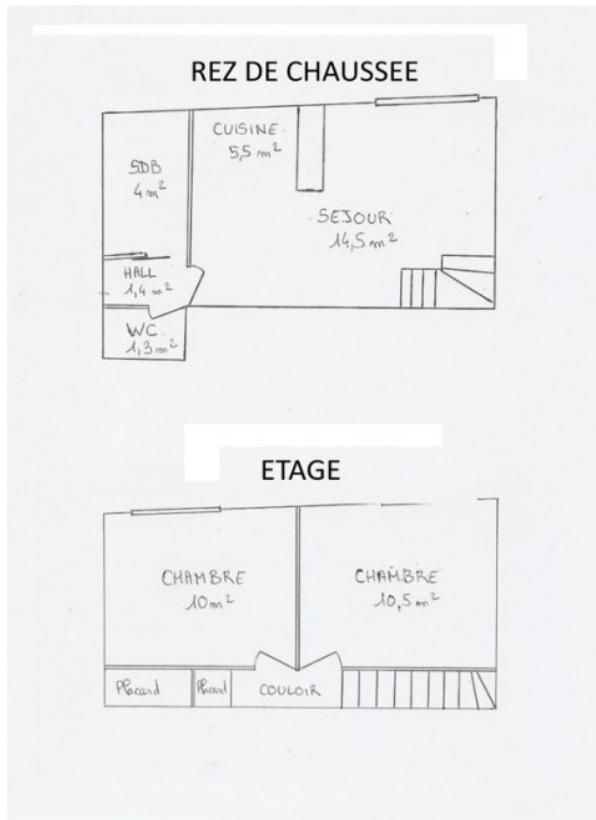 REZ DE CHAUSSEE
CUISINE
5,5 m²
SDB
4 m²
SEJOUR
14,5 m²
HALL
1,4 m²
WC
1,3 m²
ETAGE
CHAMBRE
10 m²
CHAMBRE
10,5 m²
Placard
Placard
COULOIR